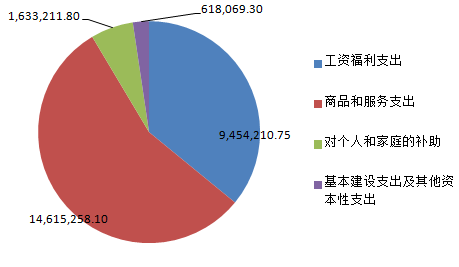 1,633,211.80
618,069.30
9,454,210.75
14,615,258.10
工资福利支出
商品和服务支出
对个人和家庭的补助
基本建设支出及其他资
本性支出